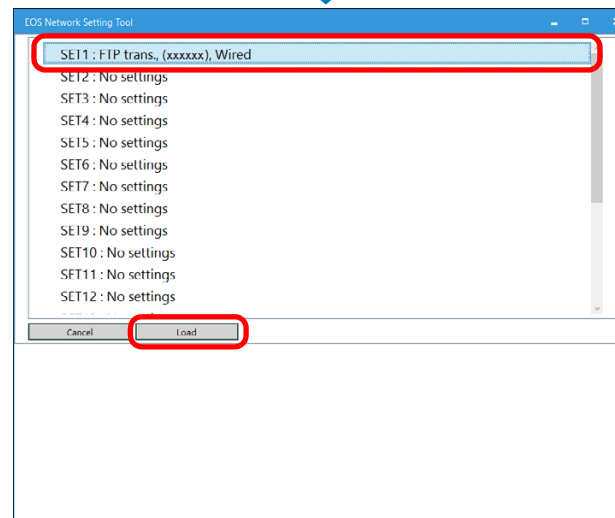 EOS Network Setting Tool
SET1 : FTP trans., (xxxxxx), Wired
SET2 : No settings
SET3 : No settings
SET4 : No settings
SET5 : No settings
SET6 : No settings
SET7 : No settings
SET8 : No settings
SET9 : No settings
SET10 : No settings
SET11 : No settings
SET12 : No settings
Cancel
Load